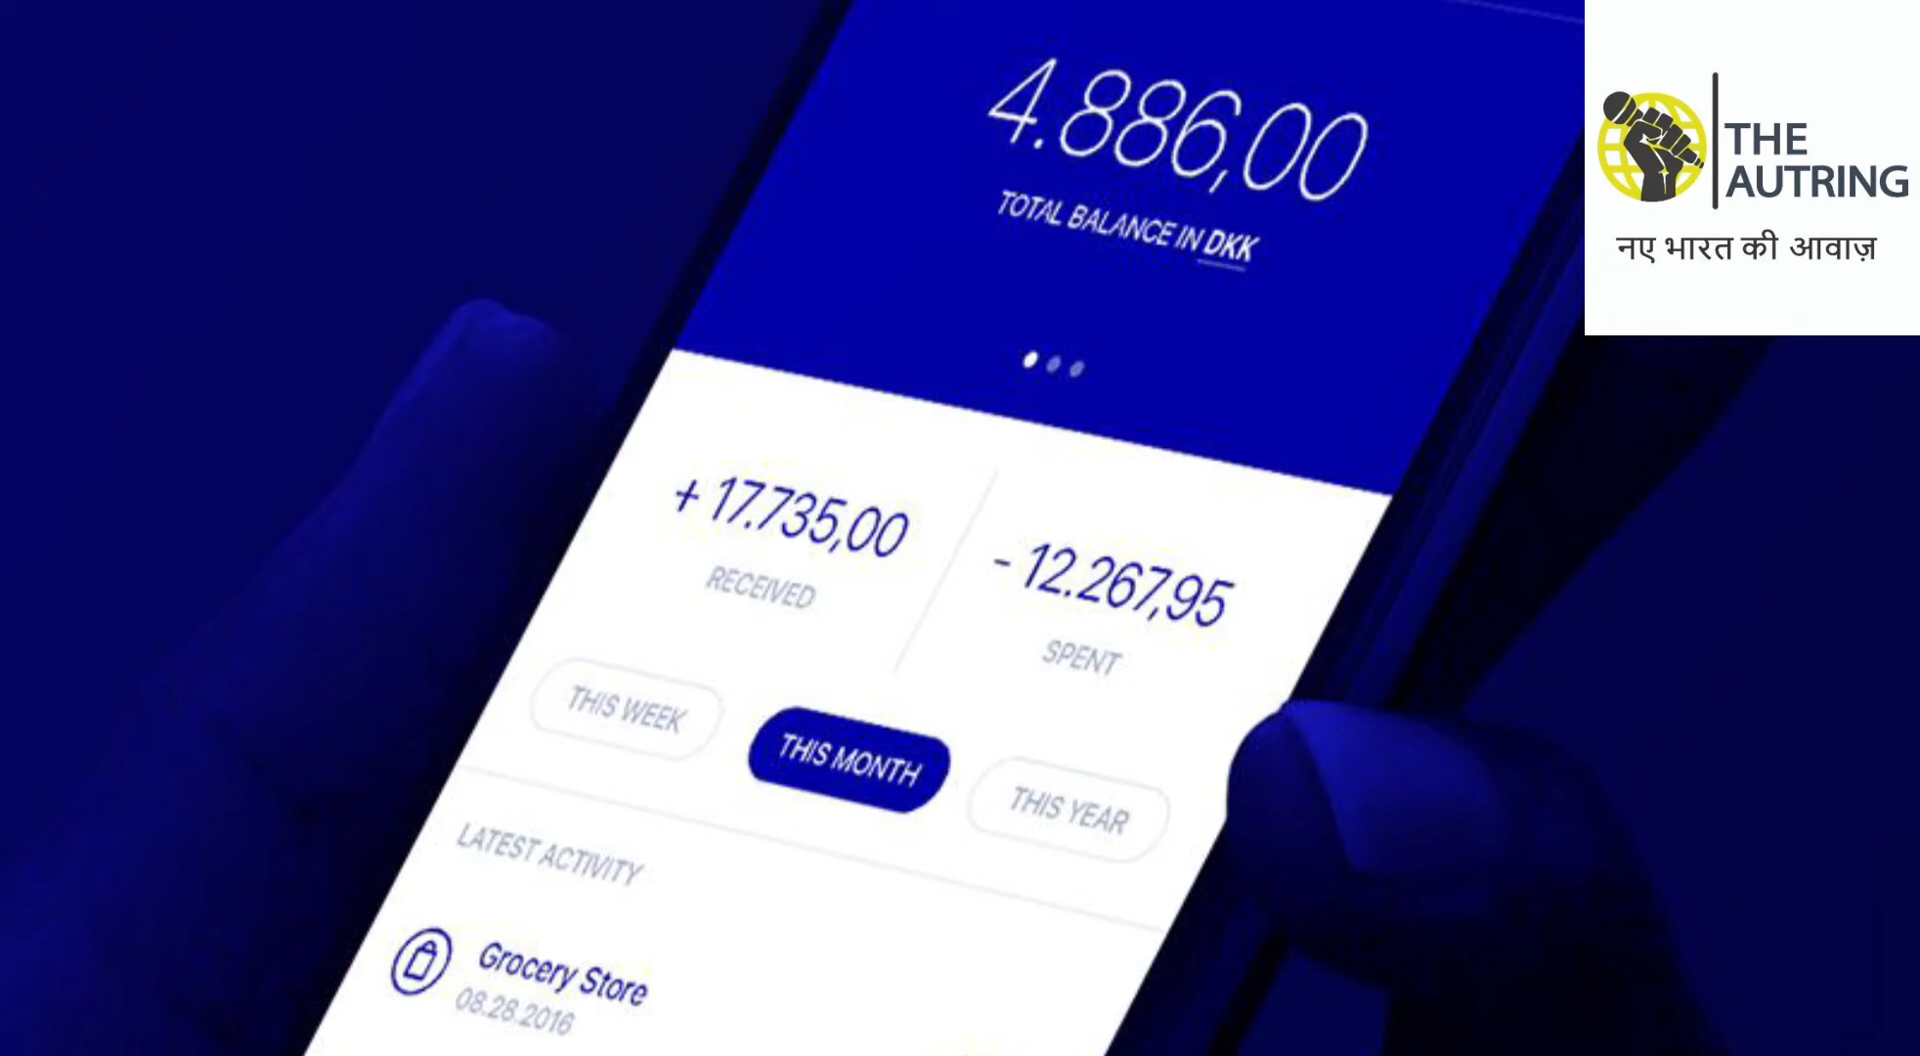 4.886,00
TOTAL BALANCE IN DKK
+ 17.735,00
RECEIVED
- 12.267,95
SPENT
THIS WEEK
THIS MONTH
THIS YEAR
LATEST ACTIVITY
Grocery Store
08.28.2016
THE
AUTRING
नए भारत की आवाज़